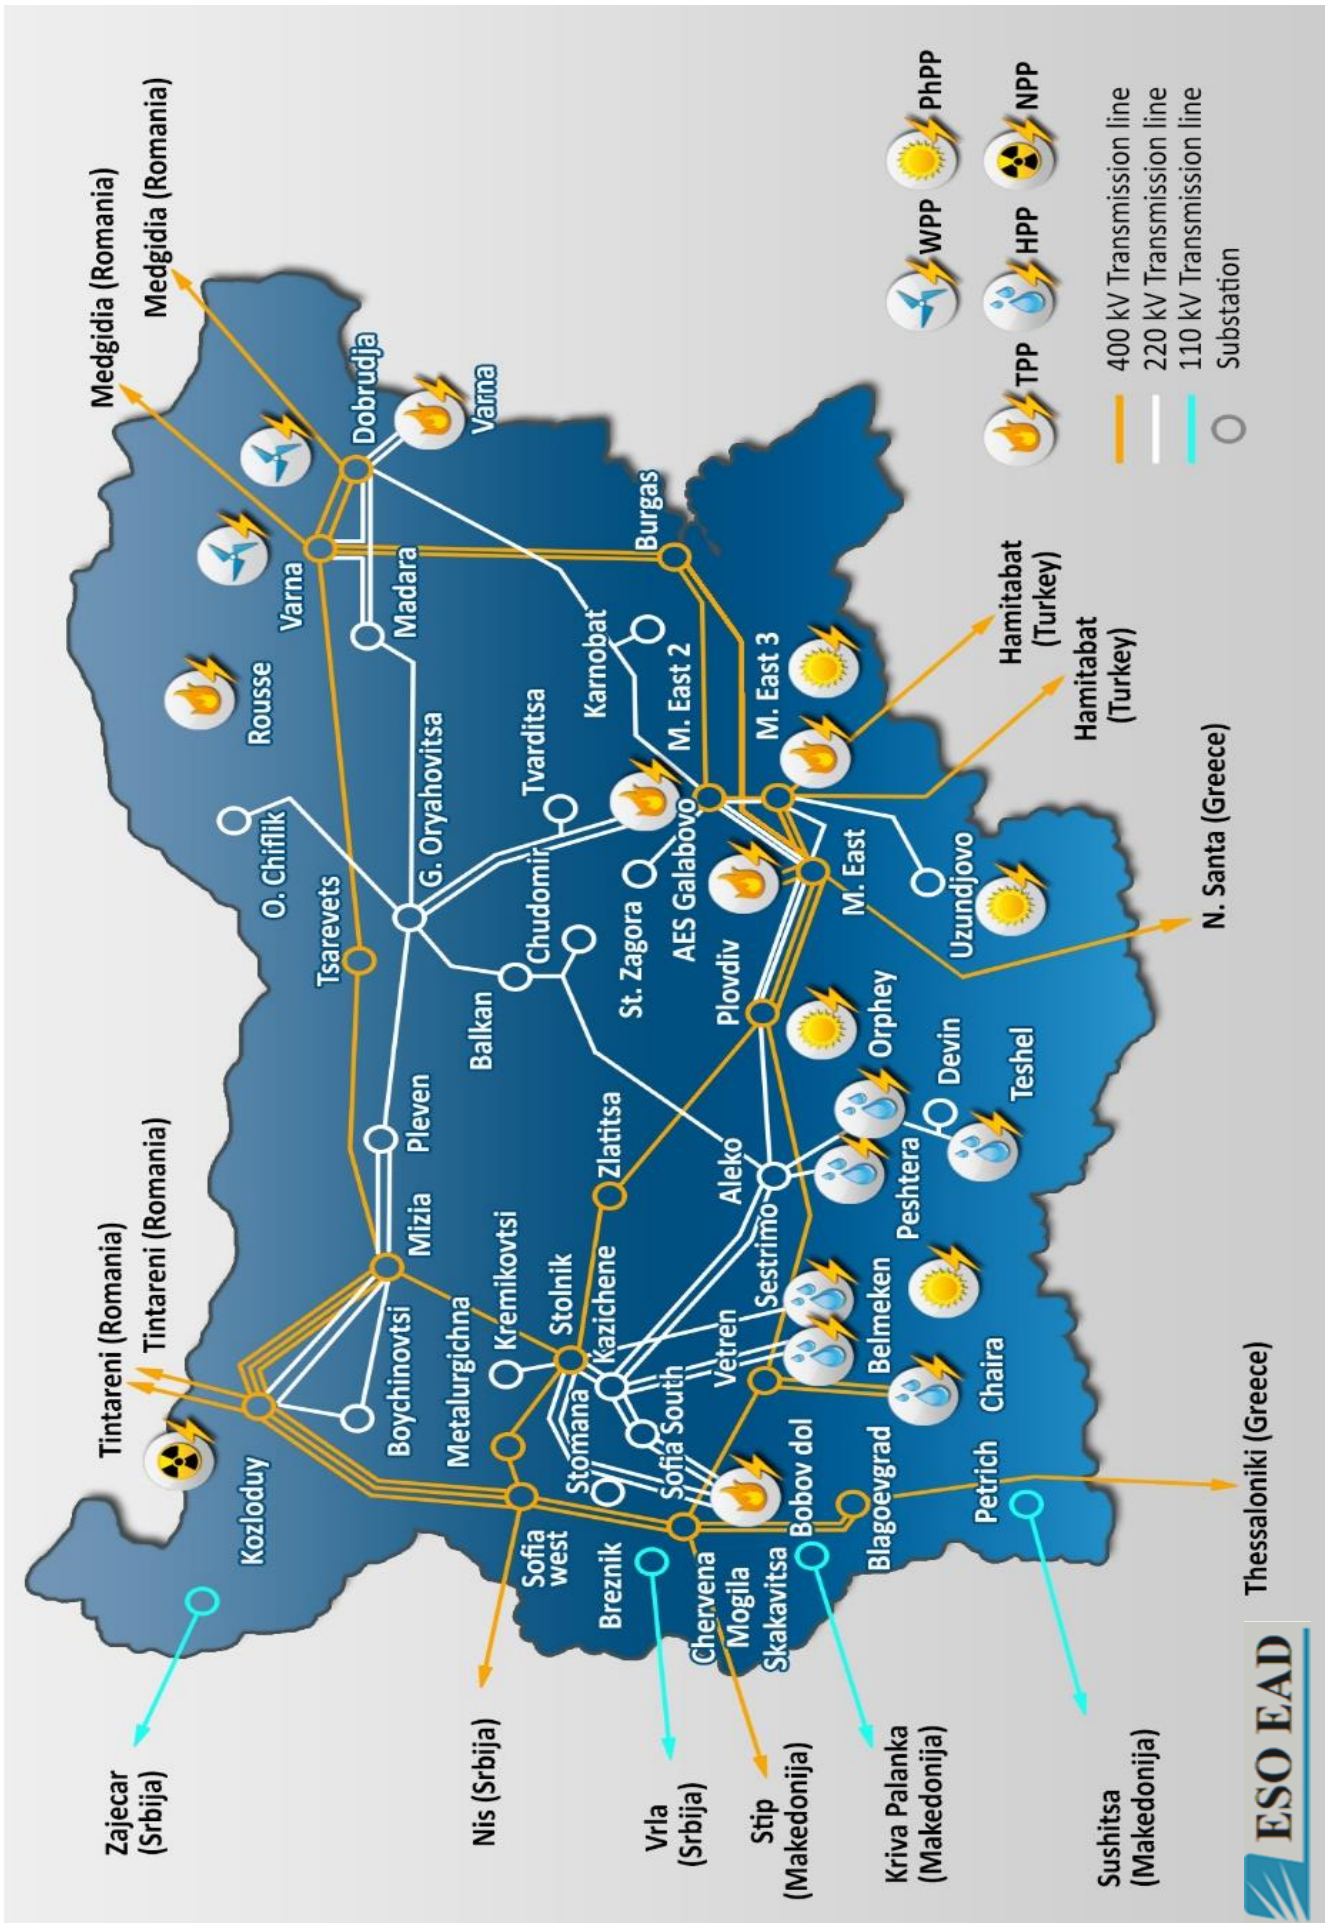 Medgidia (Romania)
Medgidia (Romania)
Tintareni (Romania)
Tintareni (Romania)
Zajecar
(Srbija)
Kozloduy
Boychinovtsi
Mizia
Pleven
Tsarevets
O. Chiflik
Rousse
Varna
Madara
Dobrudja
Varna
G. Oryahovitsa
Nis (Srbija)
Sofia
west
Metalurgichna
Kremikovtsi
Stolnik
Kazichene
Zlatitsa
Balkan
Chudomir
Tvarditsa
Karnobat
Burgas
Vrla
(Srbija)
Breznik
Stomana
Sofia South
Vetren
Sestrimo
Aleko
Plovdiv
St. Zagora
AES Galabovo
M. East 2
M. East 3
M. East
Stip
(Makedonija)
Chervena
Mogila
Skakavitsa
Bobov dol
Blagoevgrad
Belmeken
Chaira
Peshtera
Orphey
Devin
Teshel
Uzundjovo
Hamitabat
(Turkey)
Hamitabat
(Turkey)
Kriva Palanka
(Makedonija)
Petrich
Sushitsa
(Makedonija)
Thessaloniki (Greece)
N. Santa (Greece)
WPP
PhPP
TPP
HPP
NPP
400 kV Transmission line
220 kV Transmission line
110 kV Transmission line
Substation
ESO EAD